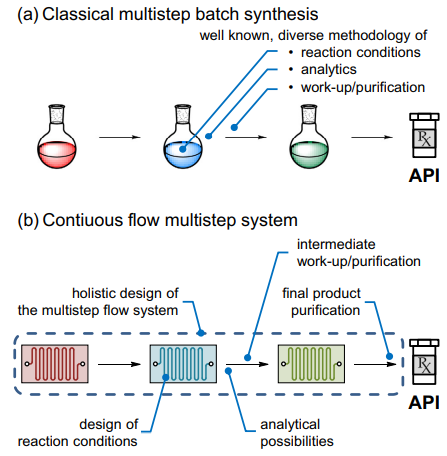 (a) Classical multistep batch synthesis
well known, diverse methodology of
• reaction conditions
• analytics
• work-up/purification
Rx
API
(b) Contiuous flow multistep system
intermediate
work-up/purification
holistic design of
the multistep flow system
final product
purification
Rx
API
design of
reaction conditions
analytical
possibilities